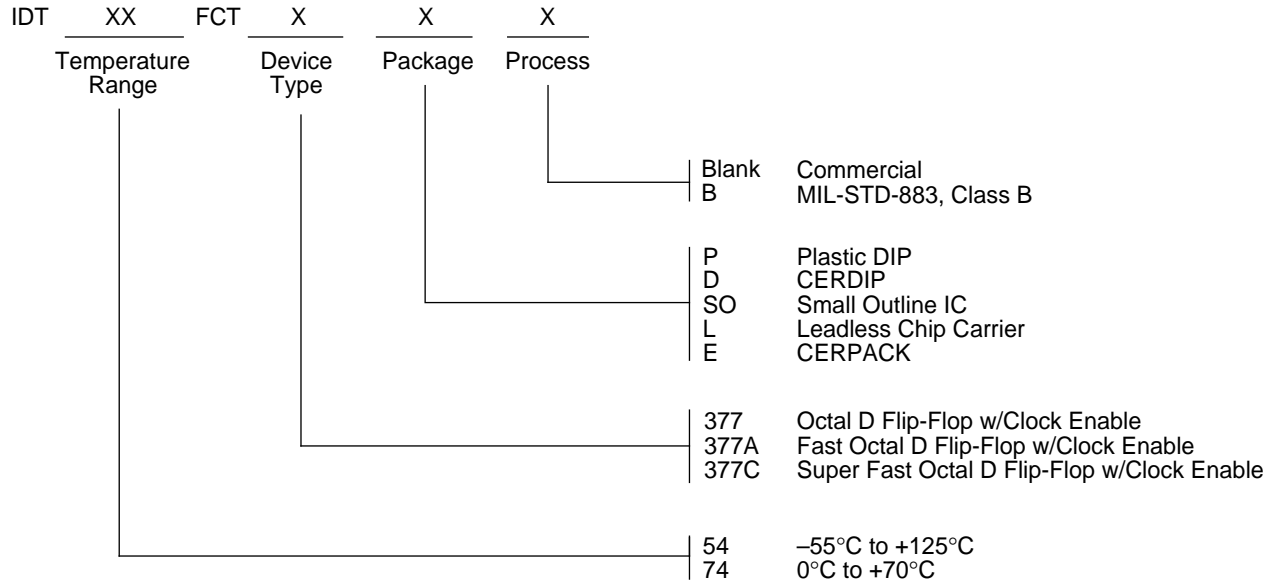 IDT XX FCT X X X
Temperature Range
Device Type
Package
Process
Blank Commercial
B MIL-STD-883, Class B
P Plastic DIP
D CERDIP
SO Small Outline IC
L Leadless Chip Carrier
E CERPACK
377 Octal D Flip-Flop w/Clock Enable
377A Fast Octal D Flip-Flop w/Clock Enable
377C Super Fast Octal D Flip-Flop w/Clock Enable
54 –55°C to +125°C
74 0°C to +70°C